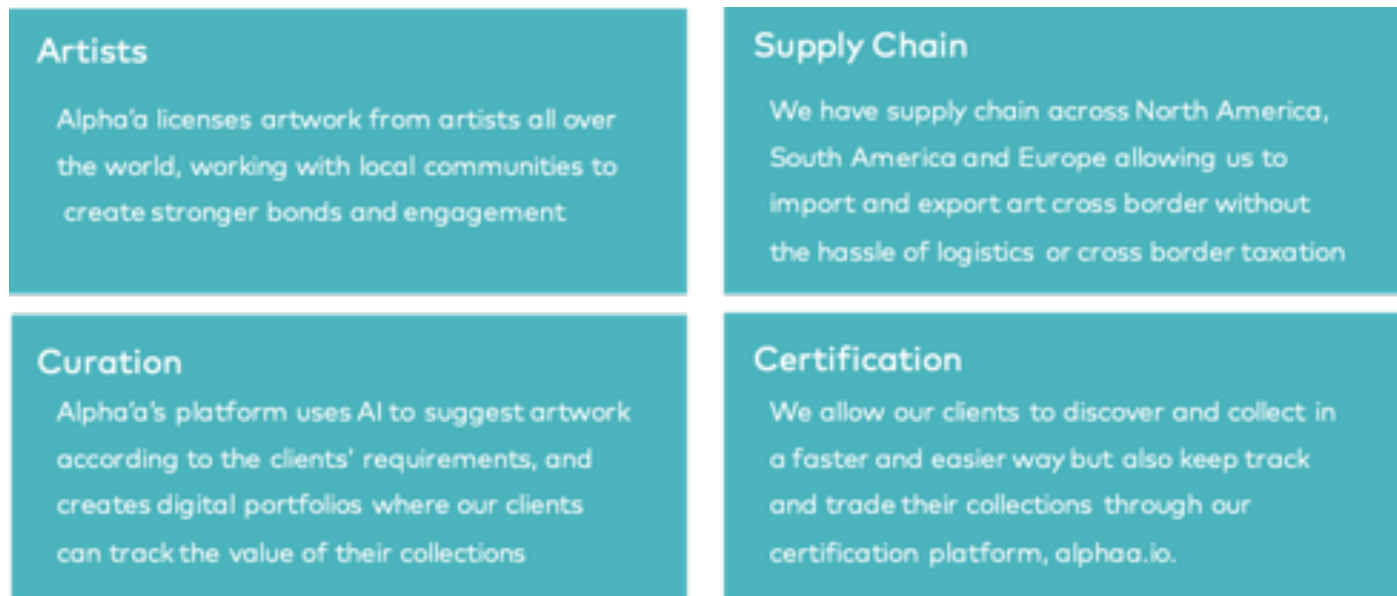 Artists
Alpha'a licenses artwork from artists all over
the world, working with local communities to
create stronger bonds and engagement
Supply Chain
We have supply chain across North America,
South America and Europe allowing us to
import and export art cross border without
the hassle of logistics or cross border taxation
Curation
Alpha'a's platform uses AI to suggest artwork
according to the clients' requirements, and
creates digital portfolios where our clients
can track the value of their collections
Certification
We allow our clients to discover and collect in
a faster and easier way but also keep track
and trade their collections through our
certification platform, alphaa.io.